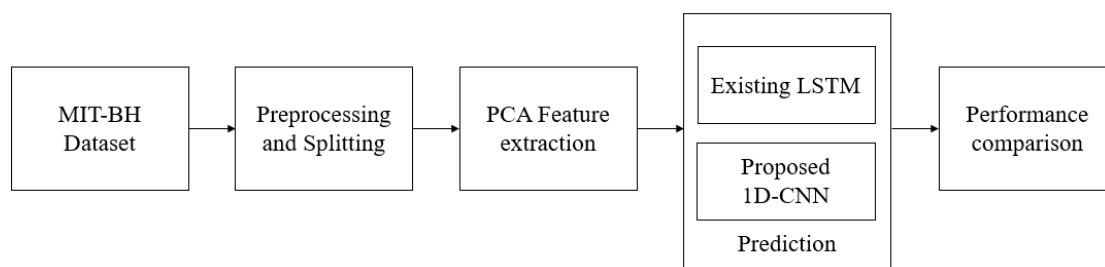 MIT-BH
Dataset
Preprocessing
and Splitting
PCA Feature
extraction
Existing LSTM
Proposed
1D-CNN
Prediction
Performance
comparison